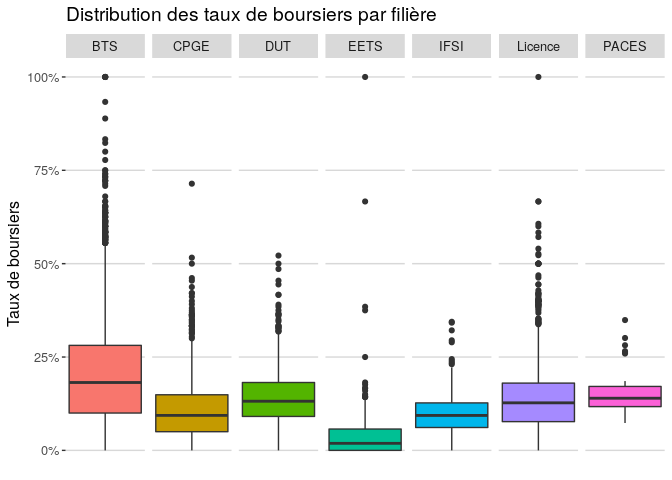 Distribution des taux de boursiers par filière
BTS CPGE DUT EETS IFSI Licence PACES
100%
75%
50%
25%
0%
Taux de boursiers